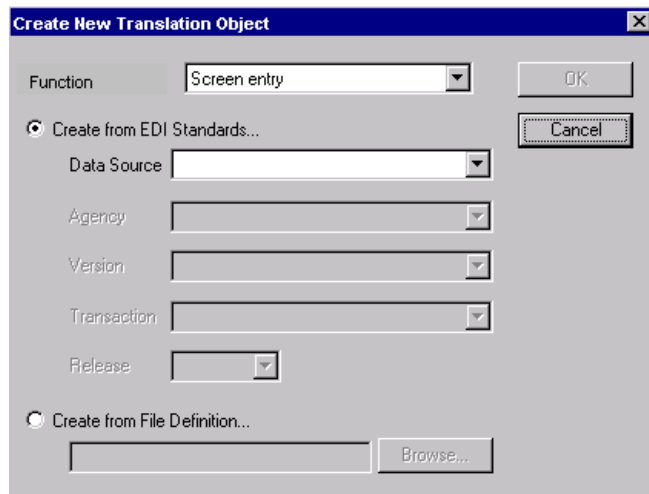 Create New Translation Object
Function Screen entry OK
Create from EDI Standards... Cancel
Data Source
Agency
Version
Transaction
Release
Create from File Definition...
Browse...